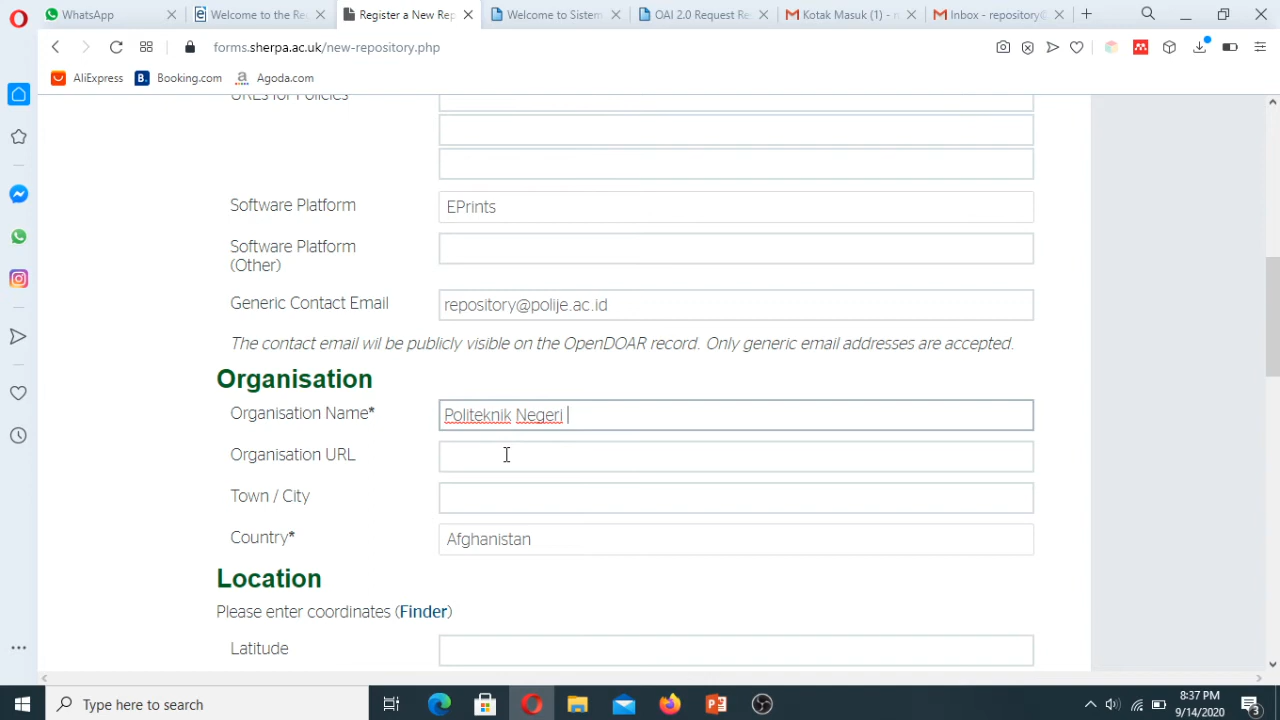 WhatsApp
Welcome to the Re
Register a New Rep
Welcome to Sistem
OAI 2.0 Request Re
Kotak Masuk (1) - r
Inbox - repository@
forms.sherpa.ac.uk/new-repository.php
AliExpress
B.
Booking.com
a
Agoda.com
URLs for Policies
Software Platform
EPrints
Software Platform
(Other)
Generic Contact Email
repository@polije.ac.id
The contact email wil be publicly visible on the OpenDOAR record. Only generic email addresses are accepted.
Organisation
Organisation Name*
Politeknik Negeri
Organisation URL
Town / City
Country*
Afghanistan
Location
Please enter coordinates (Finder)
Latitude
Type here to search
8:37 PM
9/14/2020
3